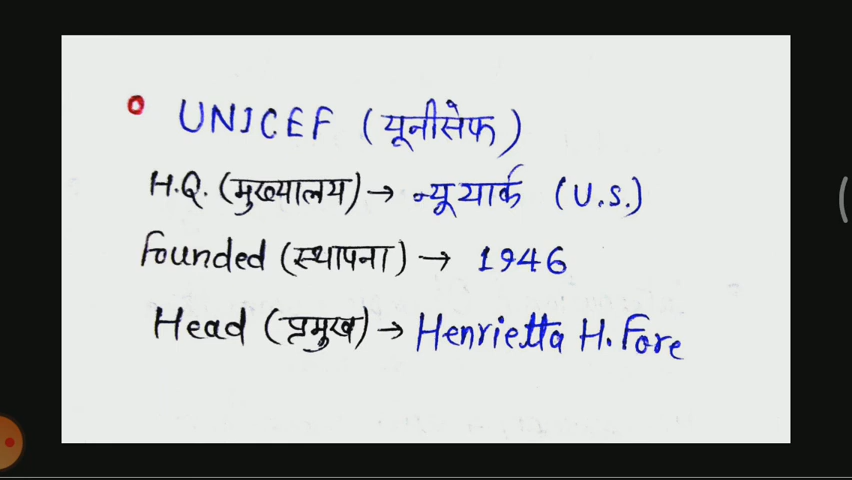 UNICEF (यूनीसेफ)
H.Q. (मुख्यालय) → न्यूयार्क (U.S.)
Founded (स्थापना) → 1946
Head (प्रमुख) → Henrietta H. Fore